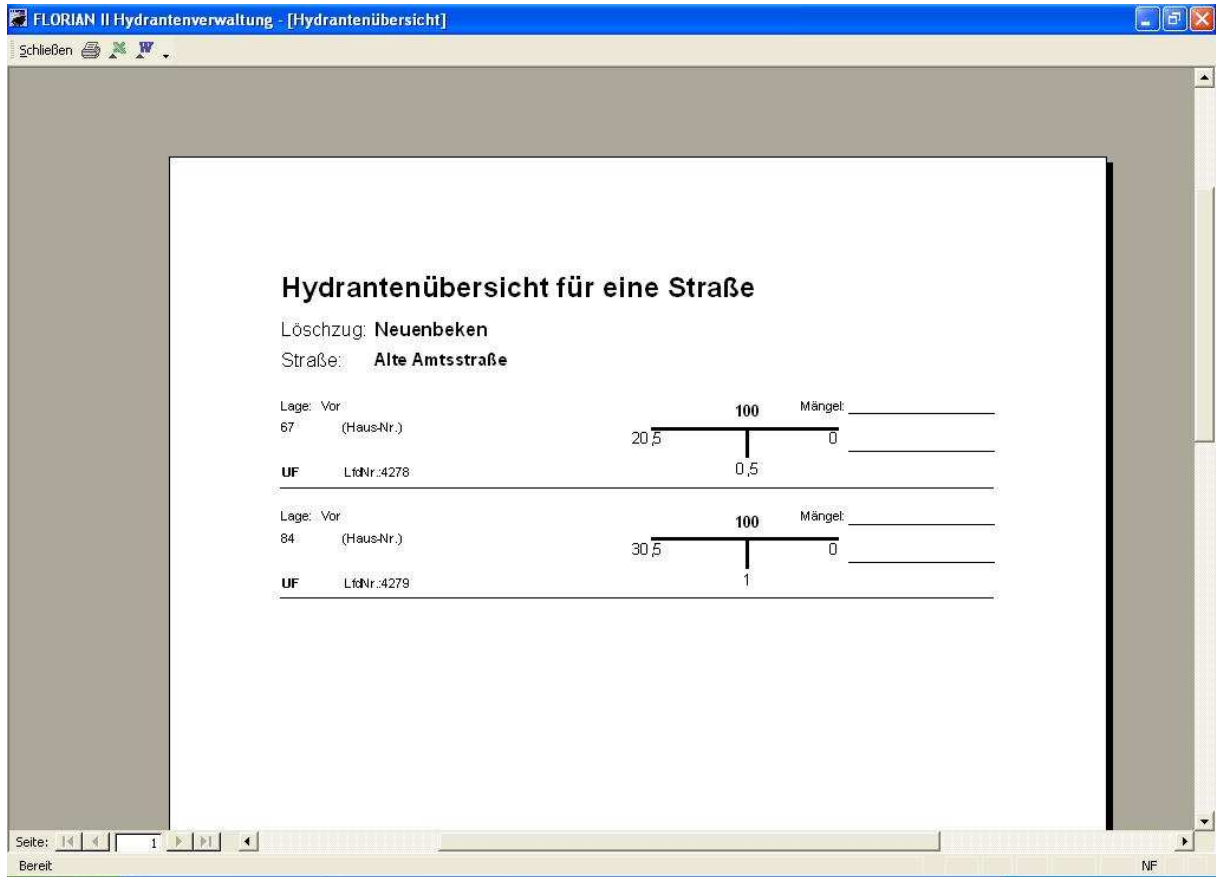 FLORIAN II Hydrantenverwaltung - [Hydrantenübersicht]
Schließen
Hydrantenübersicht für eine Straße
Löschzug: Neuenbeken
Straße: Alte Amtsstraße
Lage: Vor 100 Mängel:
67 (Haus-Nr.) 20,5 0
UF LfdNr.:4278 0,5
Lage: Vor 100 Mängel:
84 (Haus-Nr.) 30,5 0
UF LfdNr.:4279 1
Seite: 1
Bereit NF